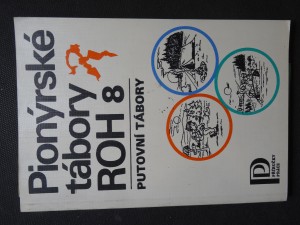 Pionýrské
tábory
ROH 8
PUTOVNÍ TÁBORY
P